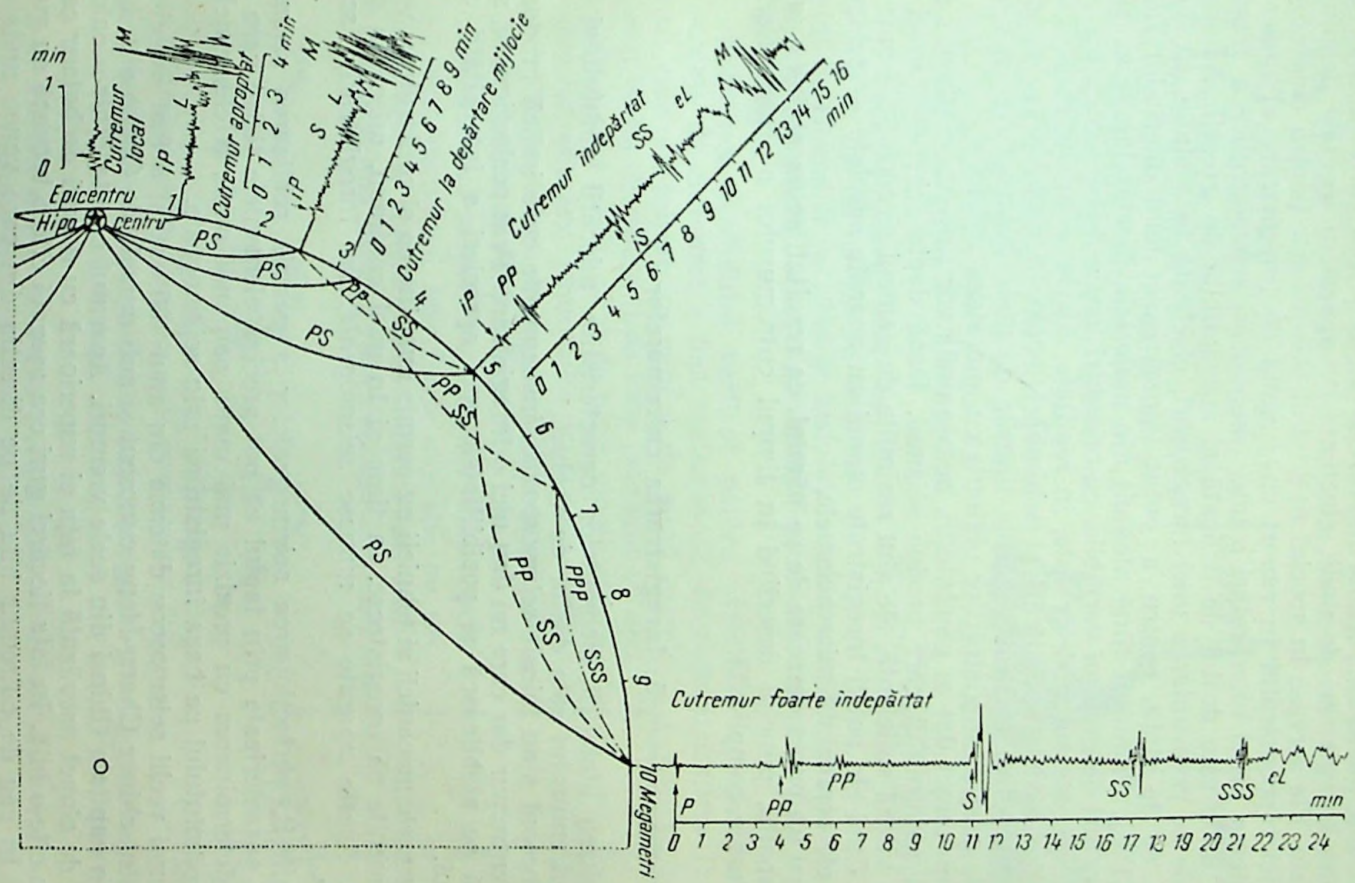 min
1
0
Cutremur
local
M
iP
L
Cutremur apropiat
0 1 2 3 4 min
iP
S
L
M
0 1 2 3 4 5 6 7 8 9 min
Cutremur la depărtare mijlocie
Cutremur îndepărtat
iP
PP
iS
SS
eL
M
0 1 2 3 4 5 6 7 8 9 10 11 12 13 14 15 16
min
Epicentru
Hipocentru
1
2
3
4
5
6
7
8
9
10 Megametri
PS
PS
PS
PS
PP
SS
PP
SS
PP
SS
PPP
SSS
Cutremur foarte îndepărtat
P
PP
PP
S
SS
SSS
eL
min
0 1 2 3 4 5 6 7 8 9 10 11 12 13 14 15 16 17 18 19 20 21 22 23 24